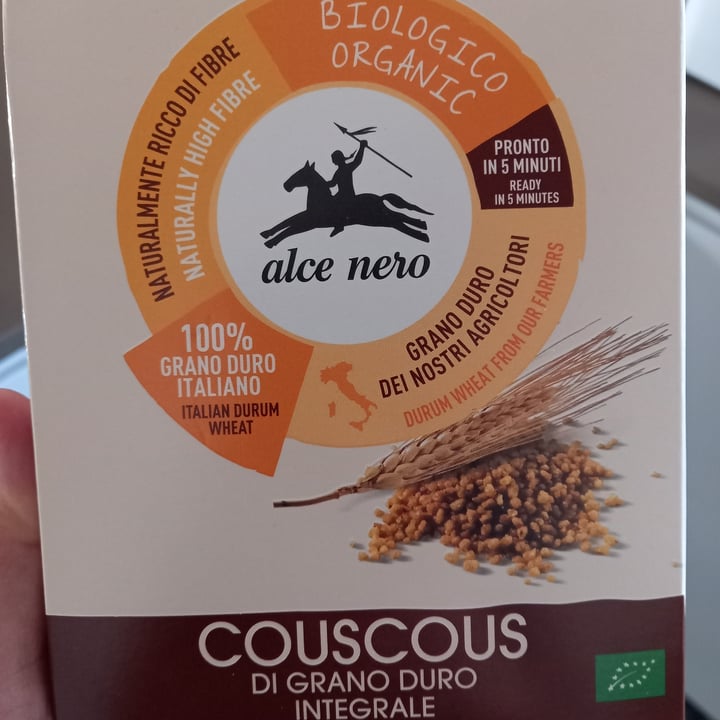 BIOLOGICO
ORGANIC
NATURALMENTE RICCO DI FIBRE
NATURALLY HIGH FIBRE
PRONTO
IN 5 MINUTI
READY
IN 5 MINUTES
alce nero
GRANO DURO
DEI NOSTRI AGRICOLTORI
DURUM WHEAT FROM OUR FARMERS
100%
GRANO DURO
ITALIANO
ITALIAN DURUM
WHEAT
COUSCOUS
DI GRANO DURO
INTEGRALE